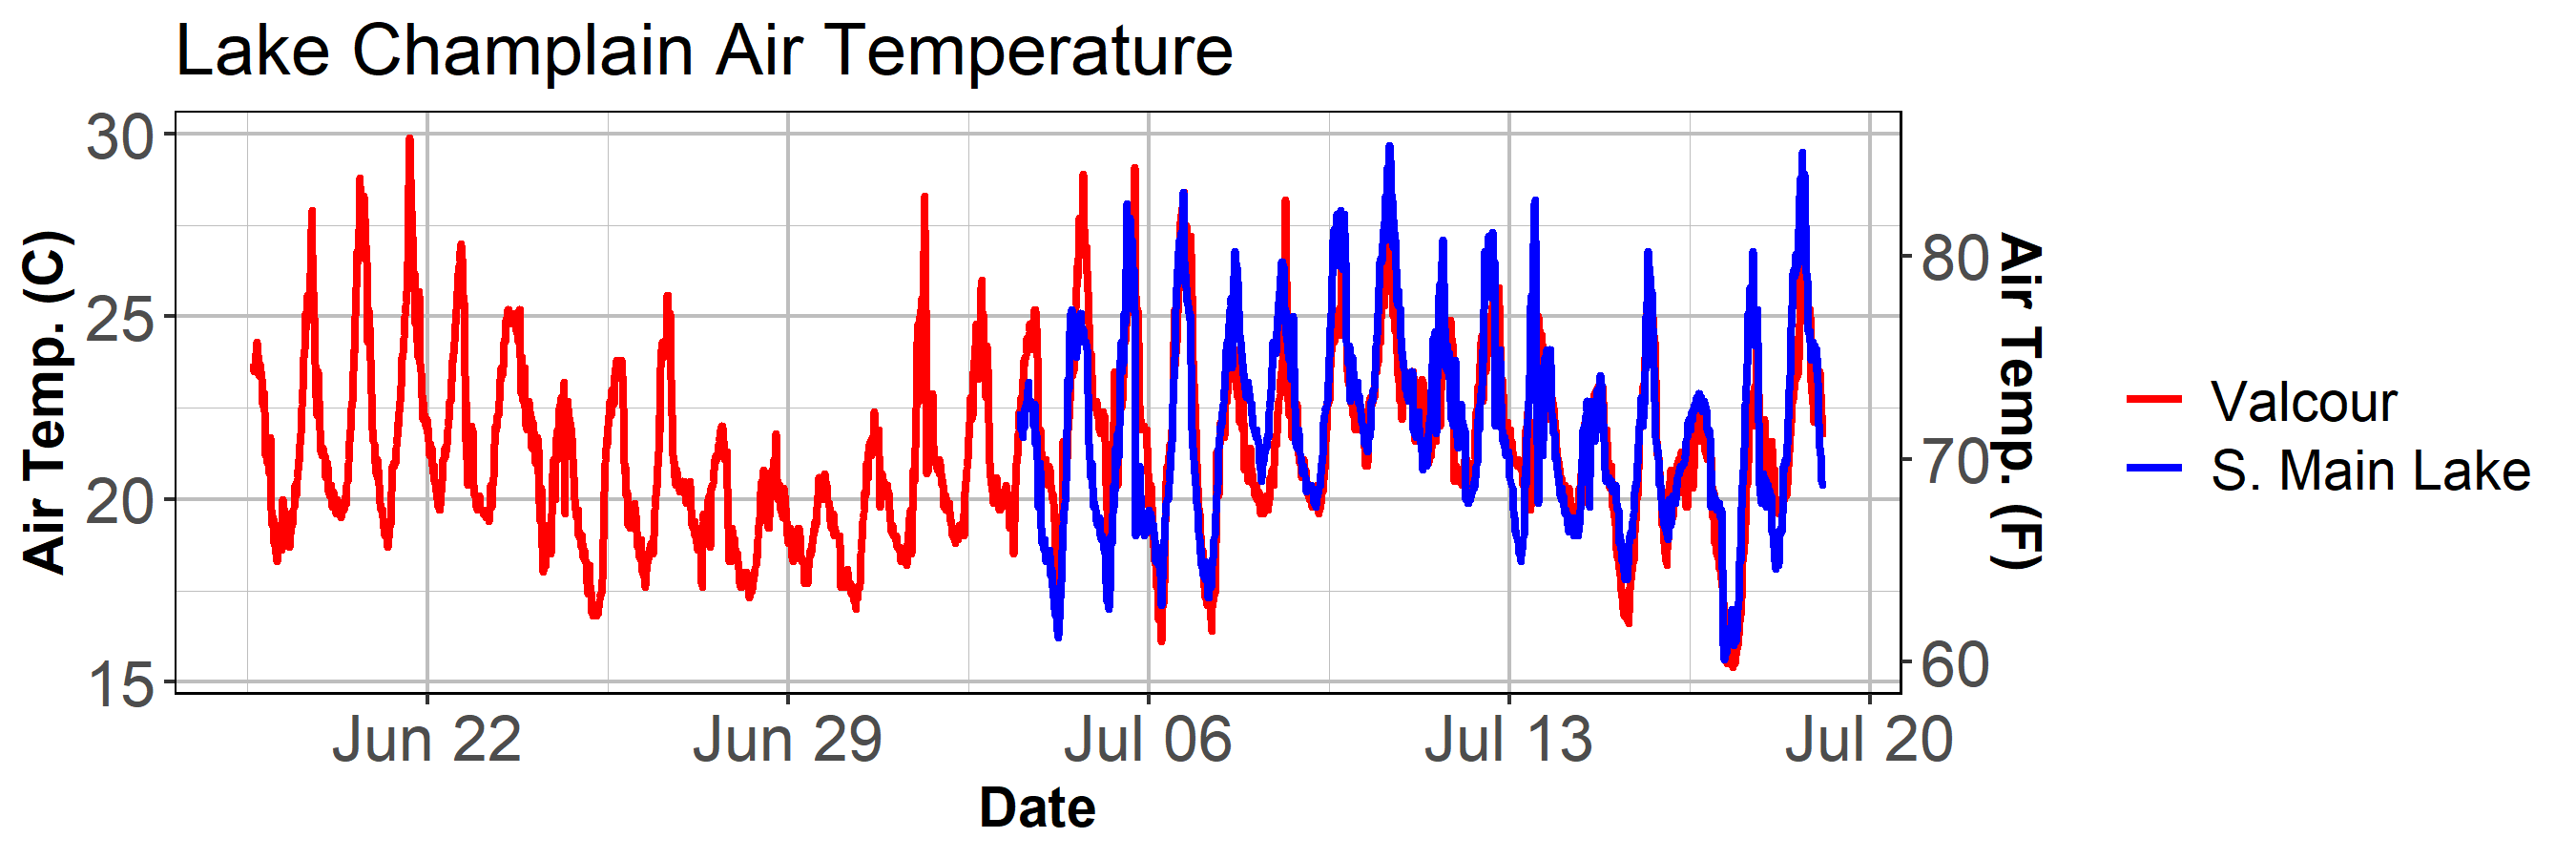 Lake Champlain Air Temperature
30
25
20
15
Air Temp. (C)
80
70
60
Air Temp. (F)
Jun 22
Jun 29
Jul 06
Jul 13
Jul 20
Date
Valcour
S. Main Lake